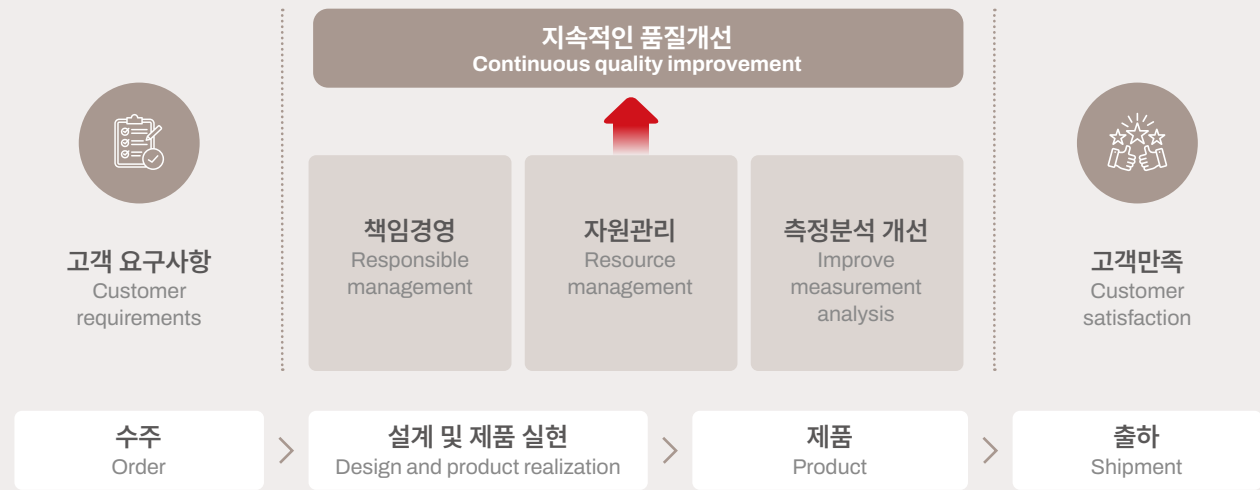 지속적인 품질개선
Continuous quality improvement
고객 요구사항
Customer
requirements
책임경영
Responsible
management
자원관리
Resource
management
측정분석 개선
Improve
measurement
analysis
고객만족
Customer
satisfaction
수주
Order
설계 및 제품 실현
Design and product realization
제품
Product
출하
Shipment